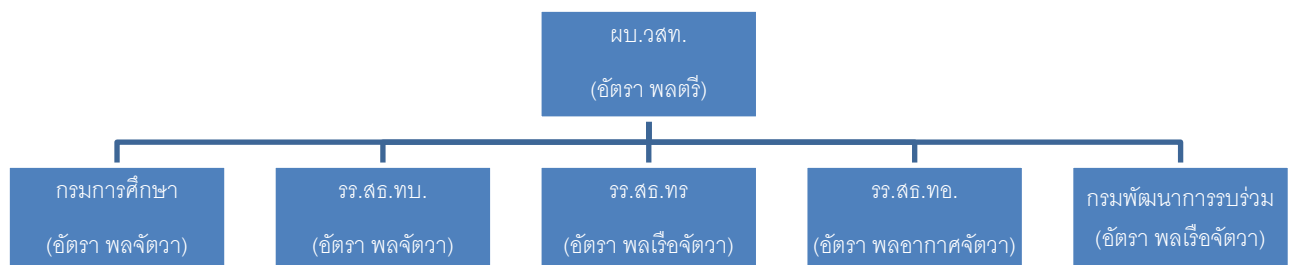 ผบ.วสท.
(อัตรา พลตรี)
กรมการศึกษา
(อัตรา พลจัตวา)
รร.สธ.ทบ.
(อัตรา พลจัตวา)
รร.สธ.ทร
(อัตรา พลเรือจัตวา)
รร.สธ.ทอ.
(อัตรา พลอากาศจัตวา)
กรมพัฒนาการรบร่วม
(อัตรา พลเรือจัตวา)